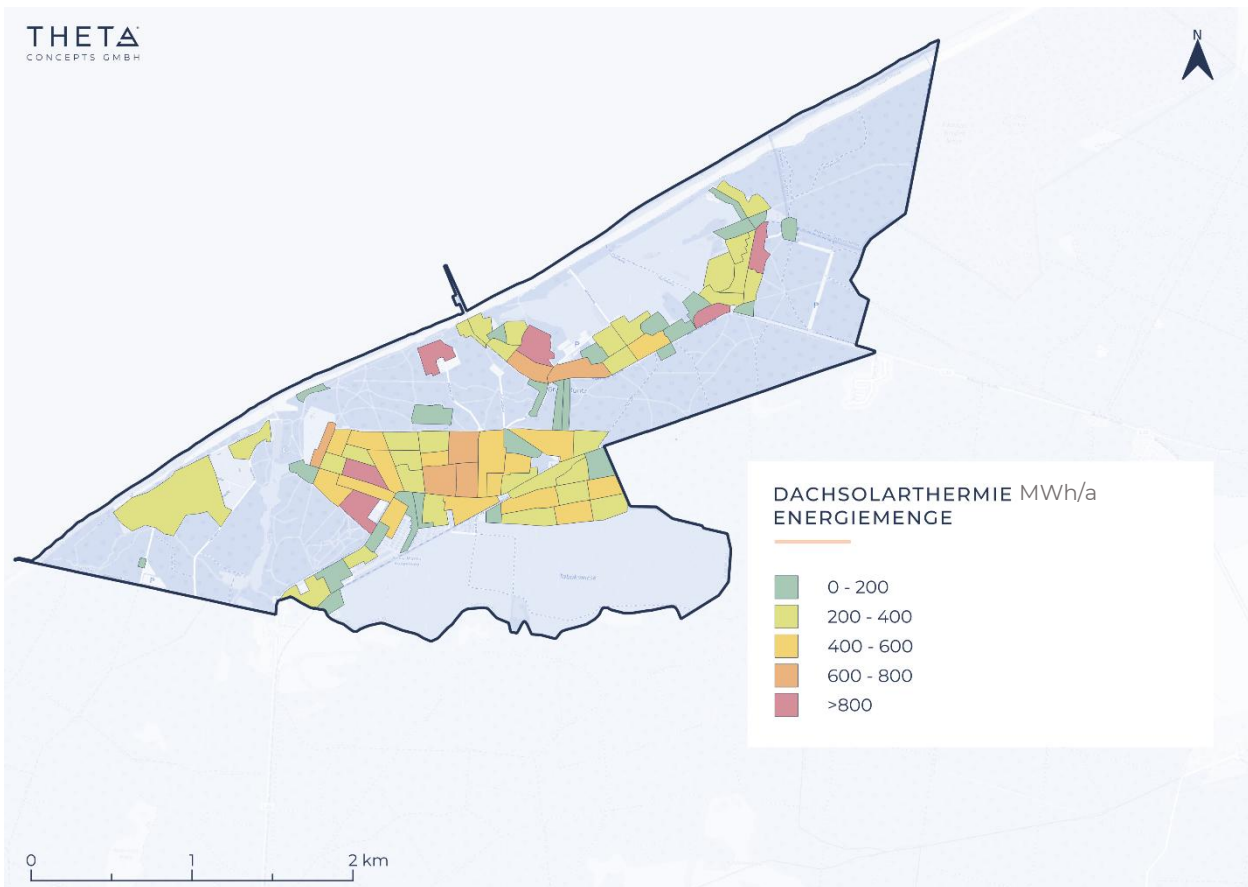 THETA
CONCEPTS GMBH
N
P
P
P
DACHSOLARTHERMIE MWh/a
ENERGIEMENGE
0 - 200
200 - 400
400 - 600
600 - 800
>800
0 1 2 km